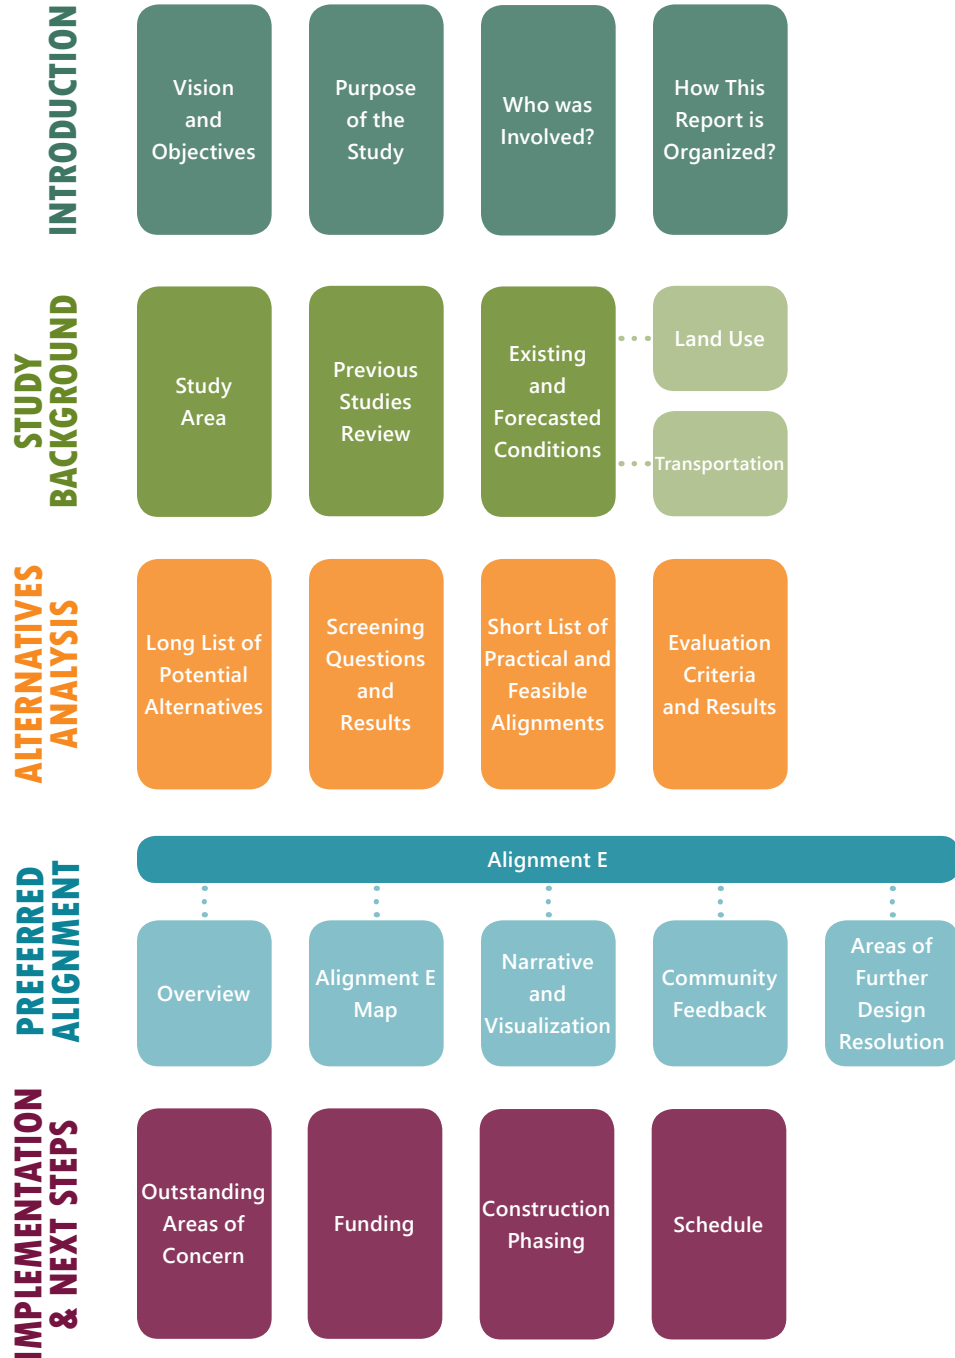 INTRODUCTION
Vision
and
Objectives
Purpose
of the
Study
Who was
Involved?
How This
Report is
Organized?
STUDY
BACKGROUND
Study
Area
Previous
Studies
Review
Existing
and
Forecasted
Conditions
Land Use
Transportation
ALTERNATIVES
ANALYSIS
Long List of
Potential
Alternatives
Screening
Questions
and
Results
Short List of
Practical and
Feasible
Alignments
Evaluation
Criteria
and Results
PREFERRED
ALIGNMENT
Alignment E
Overview
Alignment E
Map
Narrative
and
Visualization
Community
Feedback
Areas of
Further
Design
Resolution
IMPLEMENTATION
& NEXT STEPS
Outstanding
Areas of
Concern
Funding
Construction
Phasing
Schedule